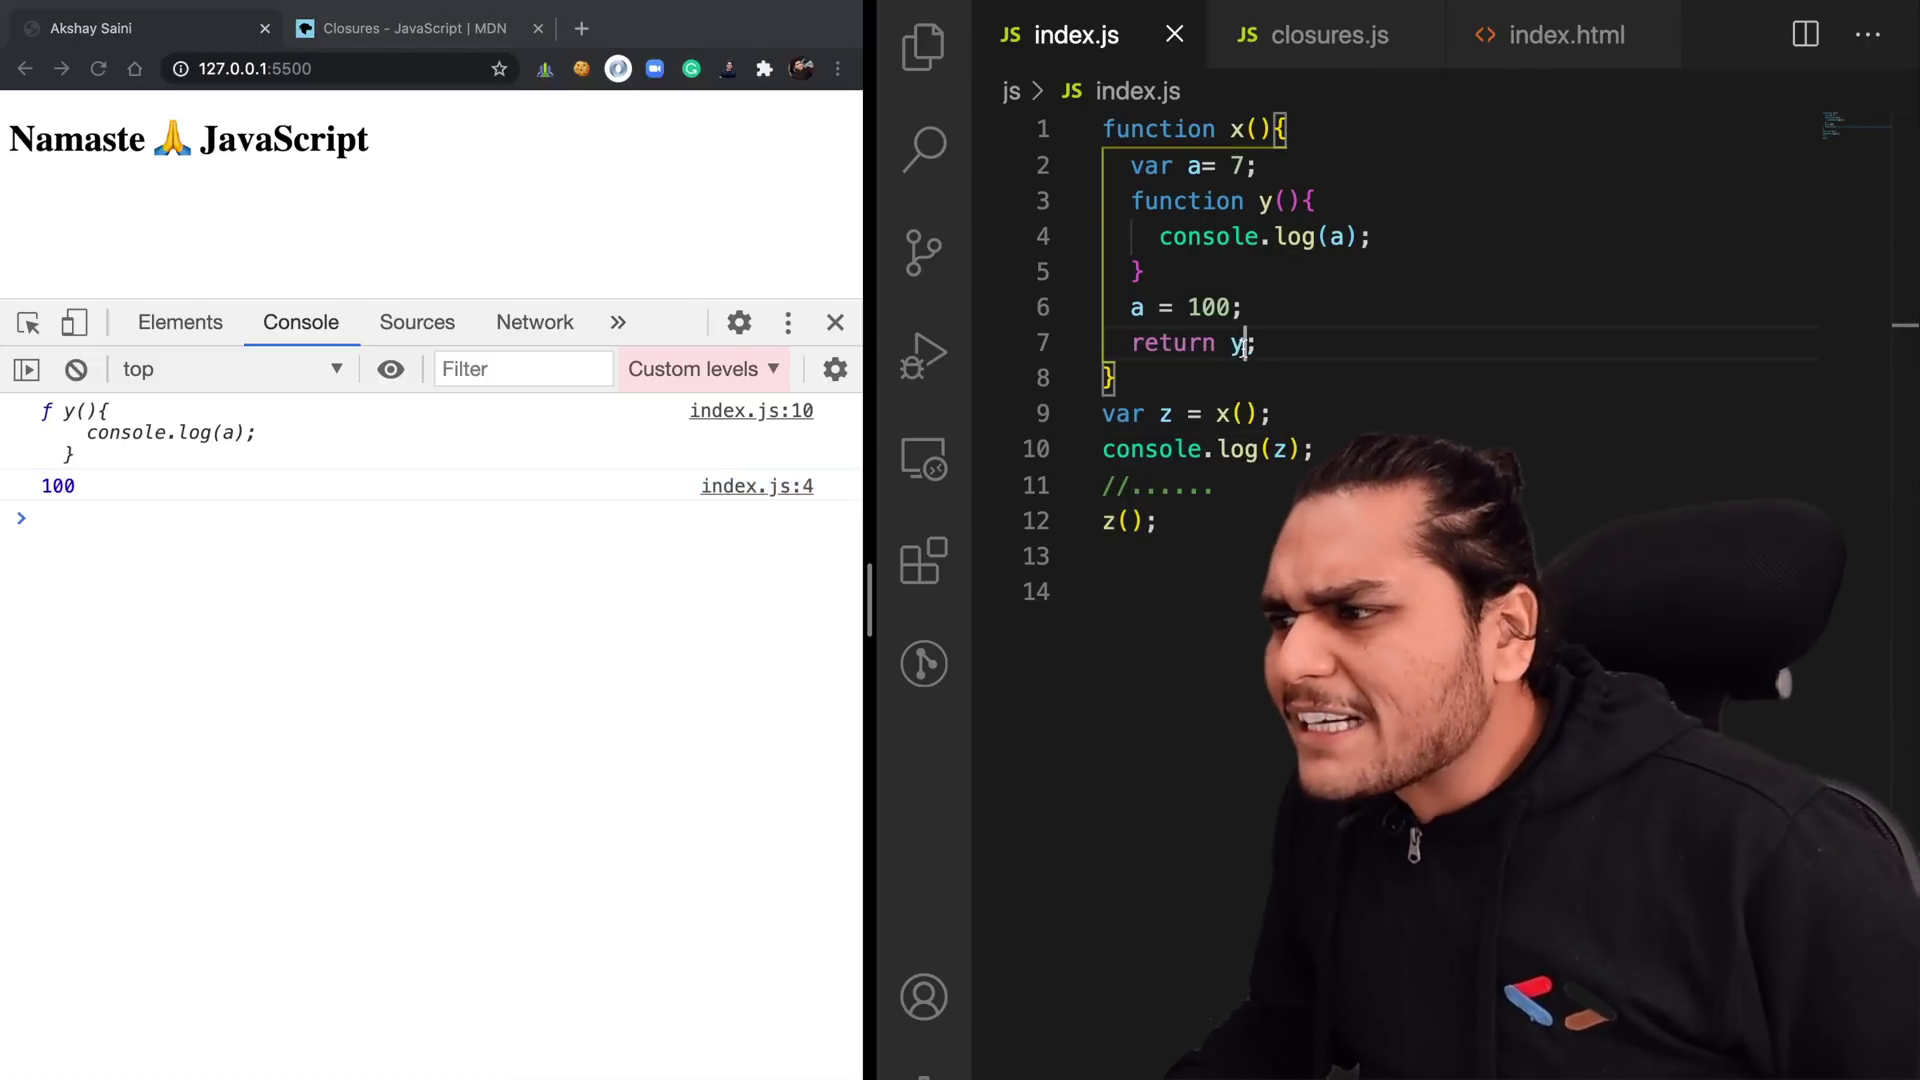 Akshay Saini
Closures - JavaScript | MDN
127.0.0.1:5500
Namaste 🙏 JavaScript
Elements Console Sources Network »
top Filter Custom levels ▼
ƒ y(){ index.js:10
console.log(a);
}
100 index.js:4
>
JS index.js JS closures.js <> index.html
js > JS index.js
1 function x(){
2 var a= 7;
3 function y(){
4 console.log(a);
5 }
6 a = 100;
7 return y;
8 }
9 var z = x();
10 console.log(z);
11 //......
12 z();
13
14